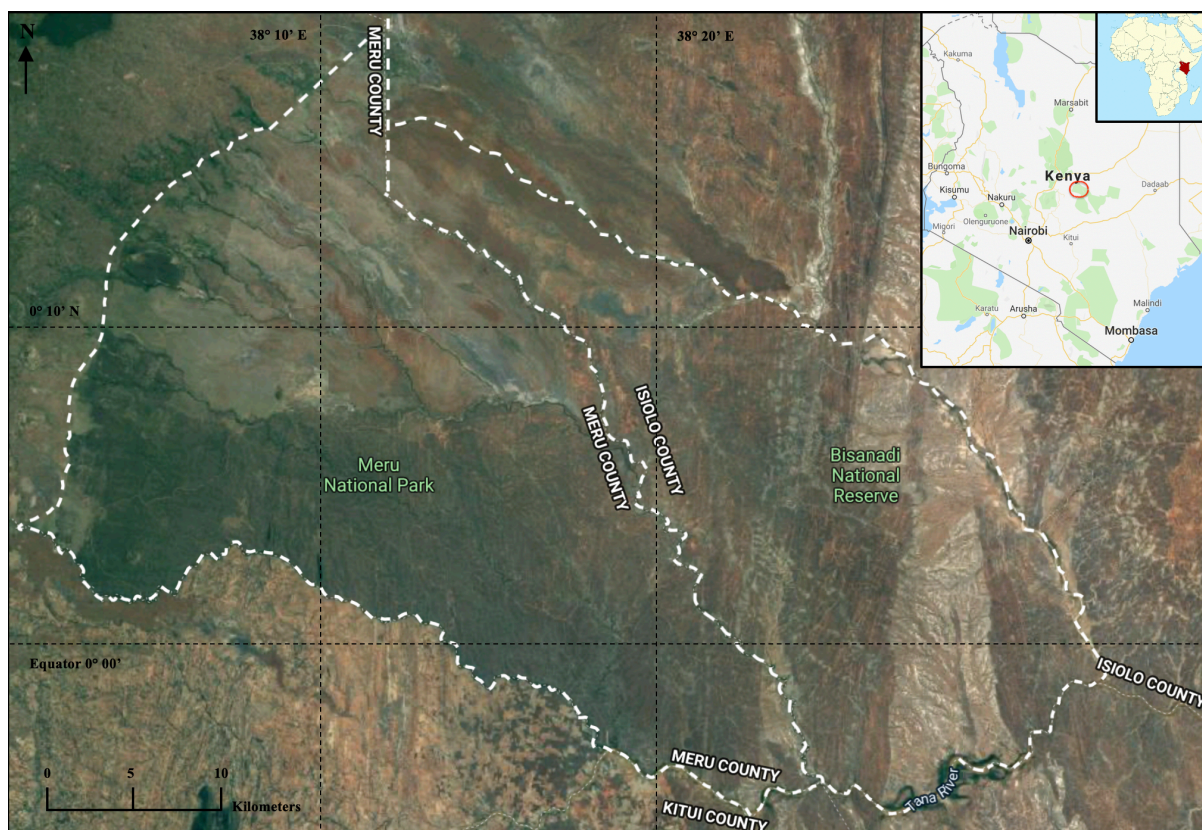 N
38° 10’ E
38° 20’ E
MERU COUNTY
0° 10’ N
MERU COUNTY
ISIOLO COUNTY
Meru
National Park
Bisanadi
National
Reserve
Equator 0° 00’
ISIOLO COUNTY
MERU COUNTY
KITUI COUNTY
Tana River
0
5
10
Kilometers
Kakuma
Marsabit
Bungoma
Kenya
Kisumu
Nakuru
Dadaab
Olenguruone
Migori
Nairobi
Kitui
Karatu
Arusha
Malindi
Mombasa